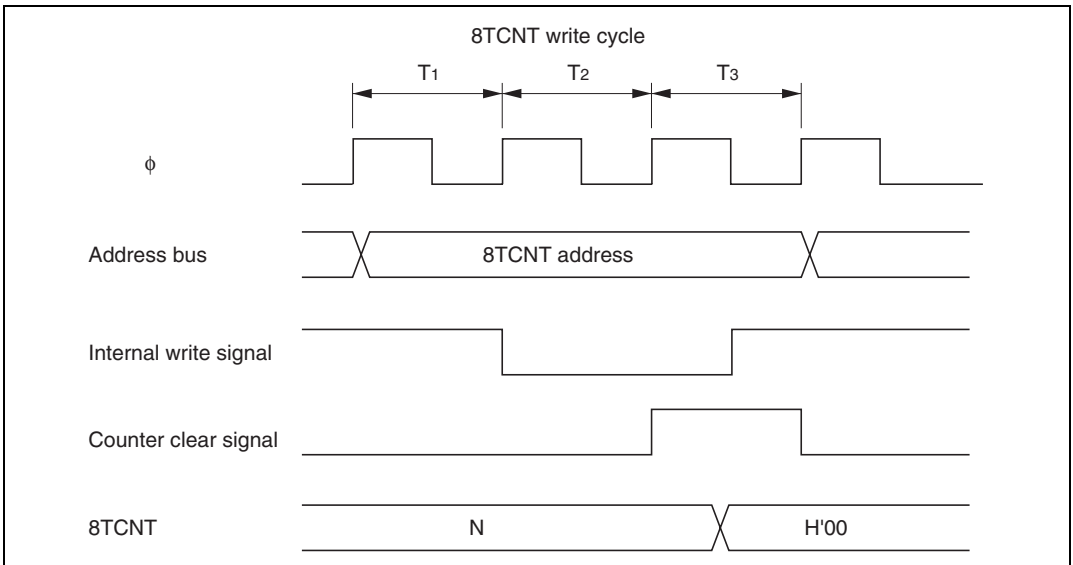 8TCNT write cycle
T1 T2 T3
φ
Address bus 8TCNT address
Internal write signal
Counter clear signal
8TCNT N H'00